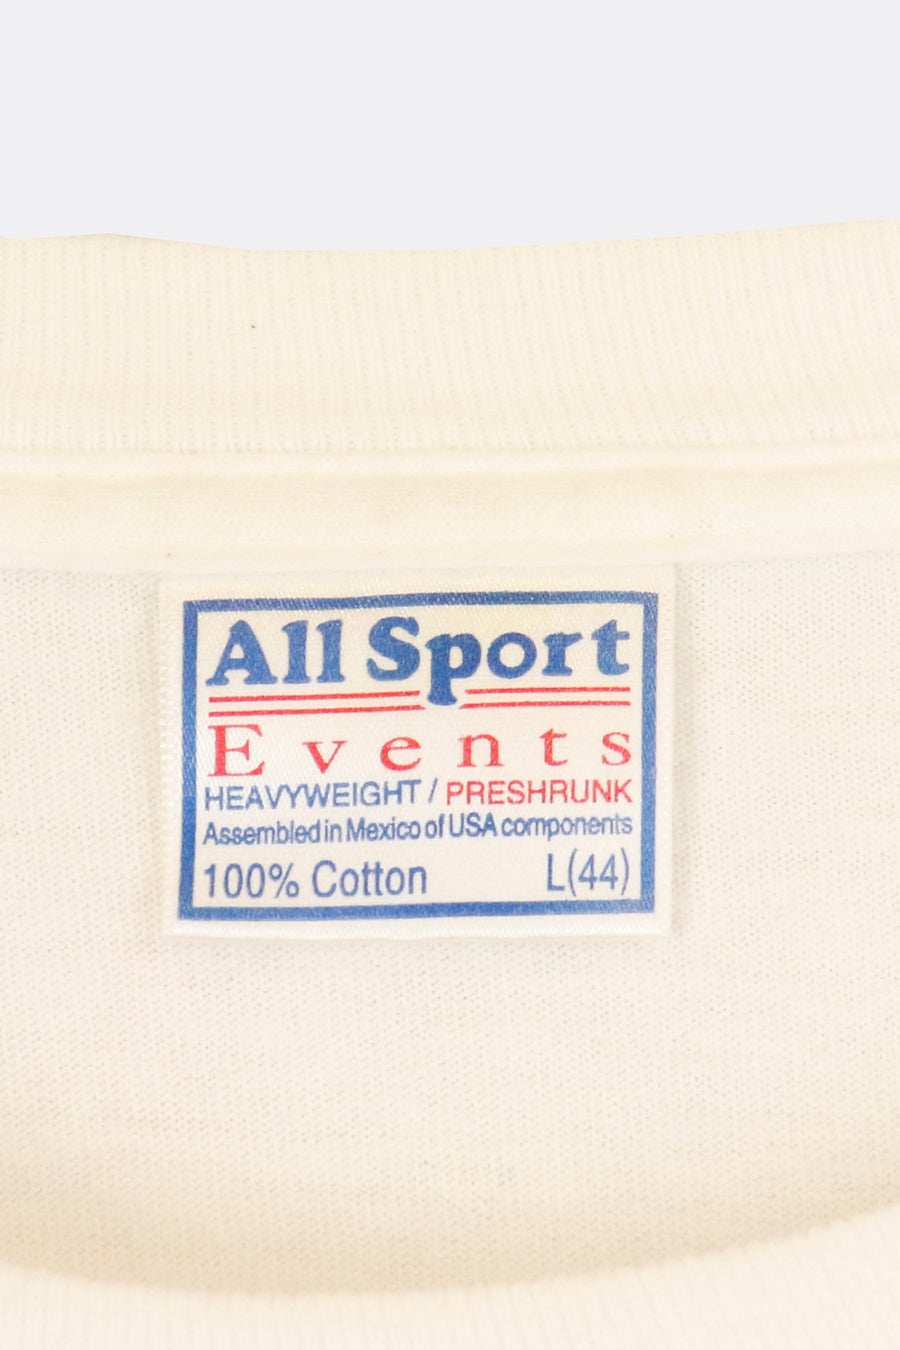 All Sport
Events
HEAVYWEIGHT / PRESHRUNK
Assembled in Mexico of USA components
100% Cotton L(44)